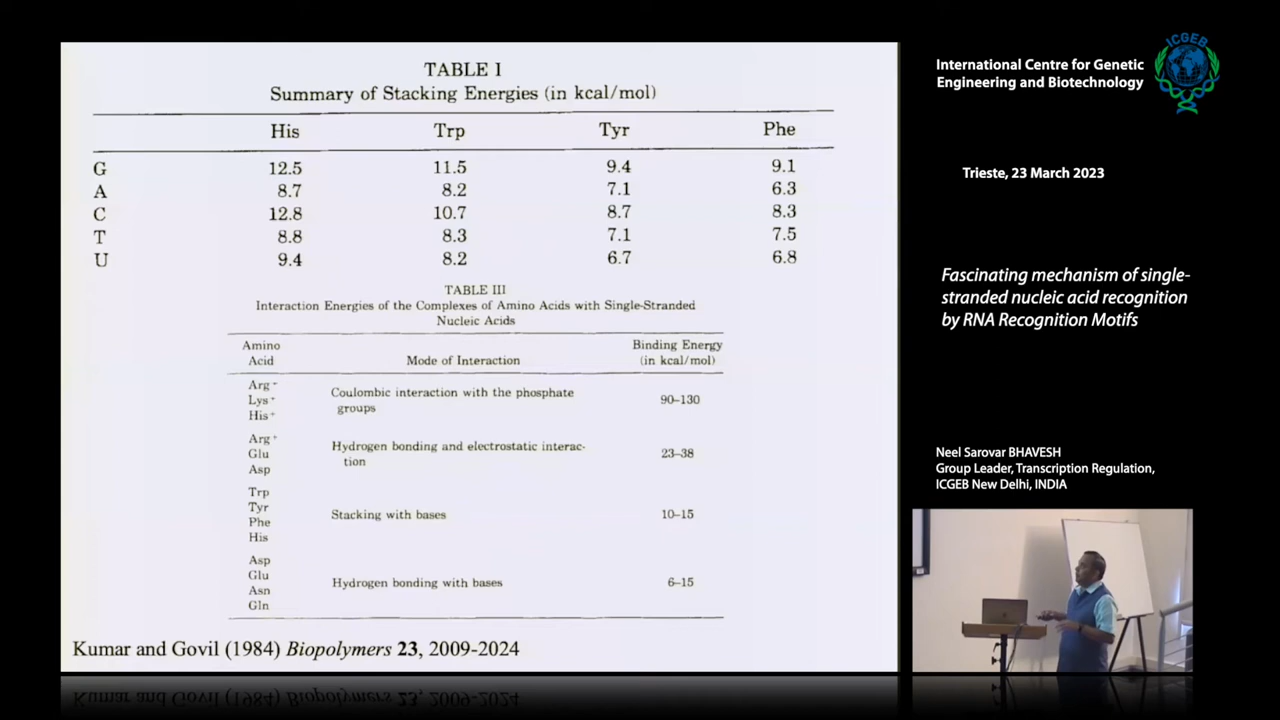 TABLE I
Summary of Stacking Energies (in kcal/mol)
His Trp Tyr Phe
G 12.5 11.5 9.4 9.1
A 8.7 8.2 7.1 6.3
C 12.8 10.7 8.7 8.3
T 8.8 8.3 7.1 7.5
U 9.4 8.2 6.7 6.8
TABLE III
Interaction Energies of the Complexes of Amino Acids with Single-Stranded
Nucleic Acids
Amino Binding Energy
Acid Mode of Interaction (in kcal/mol)
Arg+
Lys+ Coulombic interaction with the phosphate 90–130
His+ groups
Arg+
Glu Hydrogen bonding and electrostatic interac- 23–38
Asp tion
Trp
Tyr
Phe Stacking with bases 10–15
His
Asp
Glu
Asn Hydrogen bonding with bases 6–15
Gln
Kumar and Govil (1984) Biopolymers 23, 2009-2024
International Centre for Genetic
Engineering and Biotechnology
ICGEB
Trieste, 23 March 2023
Fascinating mechanism of single-
stranded nucleic acid recognition
by RNA Recognition Motifs
Neel Sarovar BHAVESH
Group Leader, Transcription Regulation,
ICGEB New Delhi, INDIA